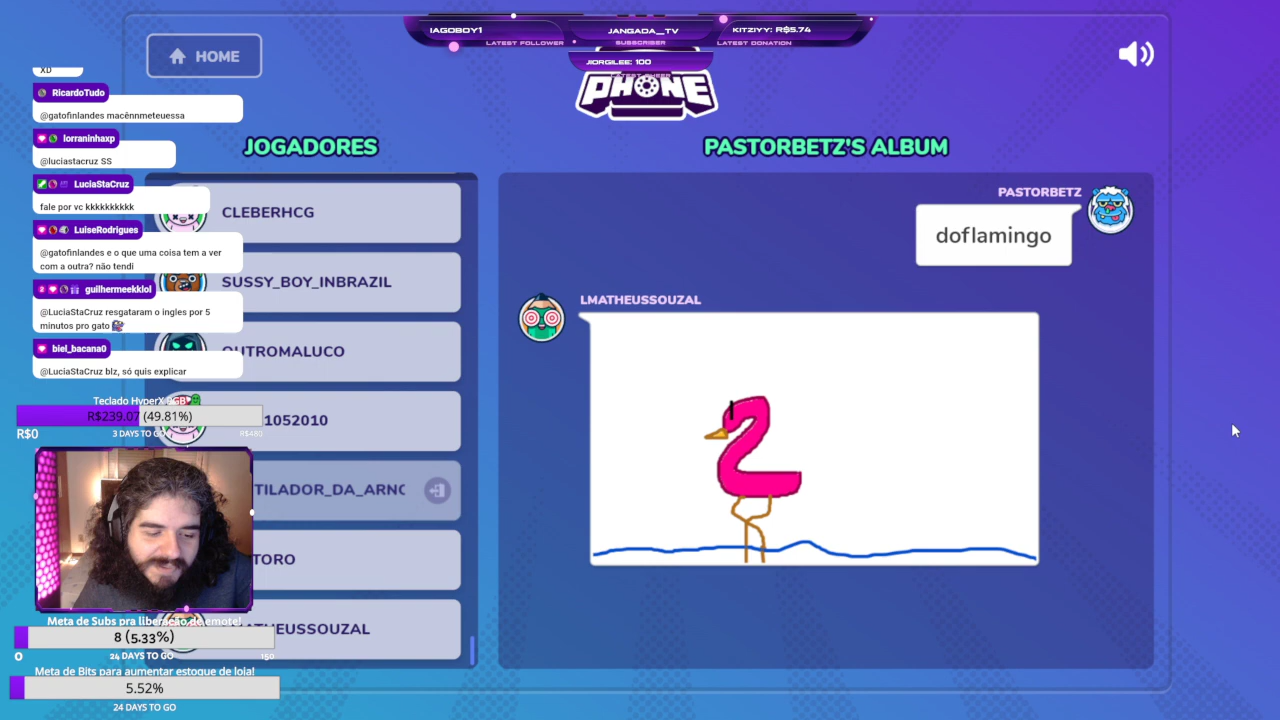 IAGOBOY1
LATEST FOLLOWER
JANGADA__TV
SUBSCRIBER
KITZIYY: R$5.74
LATEST DONATION
JIORGILEE: 100
PHONE
HOME
XD
RicardoTudo
@gatofinlandes macênnmeteuessa
lorraninhaxp
@luciastacruz SS
LuciaStaCruz
fale por vc kkkkkkkkkk
LuiseRodrigues
@gatofinlandes e o que uma coisa tem a ver
com a outra? não tendi
guilhermeekklol
@LuciaStaCruz resgataram o ingles por 5
minutos pro gato
biel_bacana0
@LuciaStaCruz blz, só quis explicar
Teclado HyperX RGB
R$239.07 (49.81%)
R$0
3 DAYS TO GO
R$480
Meta de Subs pra liberação de emote!
8 (5.33%)
0
24 DAYS TO GO
150
Meta de Bits para aumentar estoque de lola!
5.52%
24 DAYS TO GO
JOGADORES
CLEBERHCG
SUSSY_BOY_INBRAZIL
OUTROMALUCO
1052010
TILADOR_DA_ARNO
TORO
MATHEUSSOUZAL
PASTORBETZ'S ALBUM
PASTORBETZ
doflamingo
LMATHEUSSOUZAL